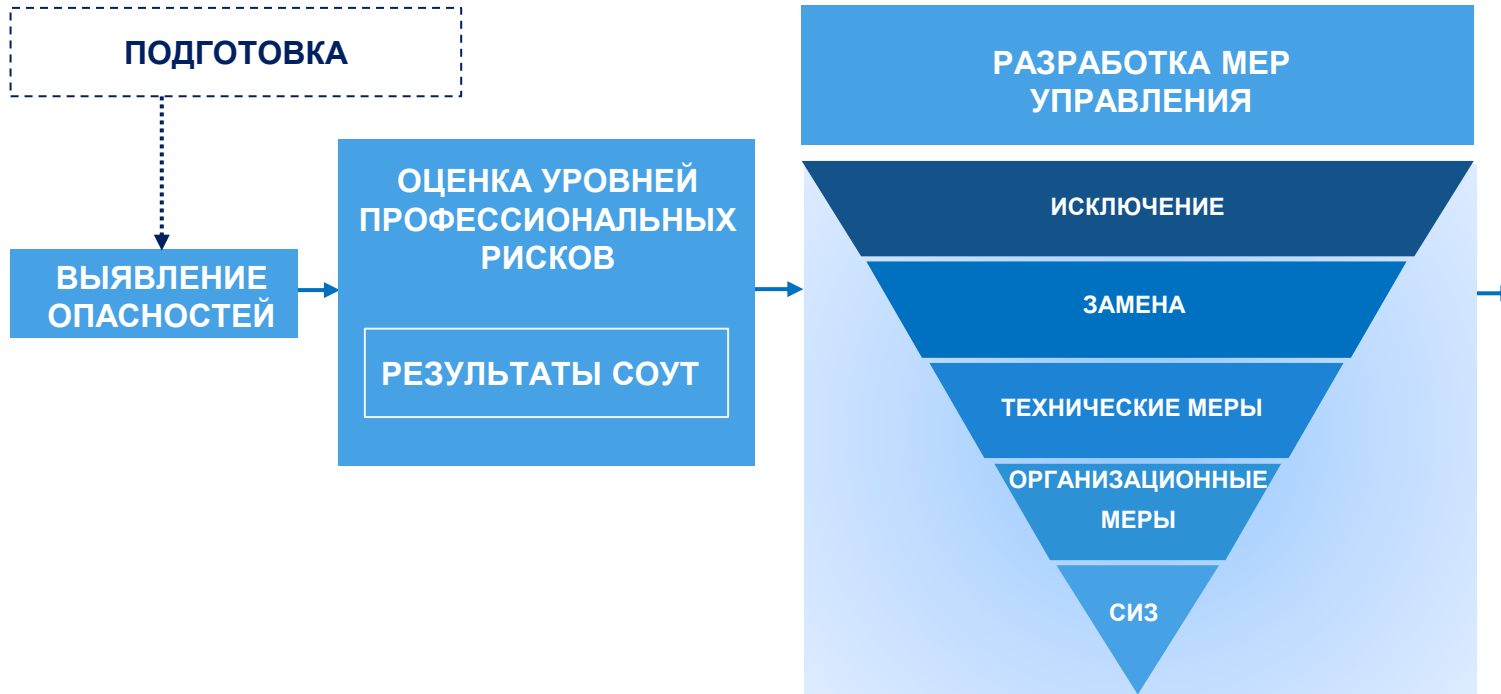 ПОДГОТОВКА
ВЫЯВЛЕНИЕ
ОПАСНОСТЕЙ
ОЦЕНКА УРОВНЕЙ
ПРОФЕССИОНАЛЬНЫХ
РИСКОВ
РЕЗУЛЬТАТЫ СОУТ
РАЗРАБОТКА МЕР
УПРАВЛЕНИЯ
ИСКЛЮЧЕНИЕ
ЗАМЕНА
ТЕХНИЧЕСКИЕ МЕРЫ
ОРГАНИЗАЦИОННЫЕ
МЕРЫ
СИЗ